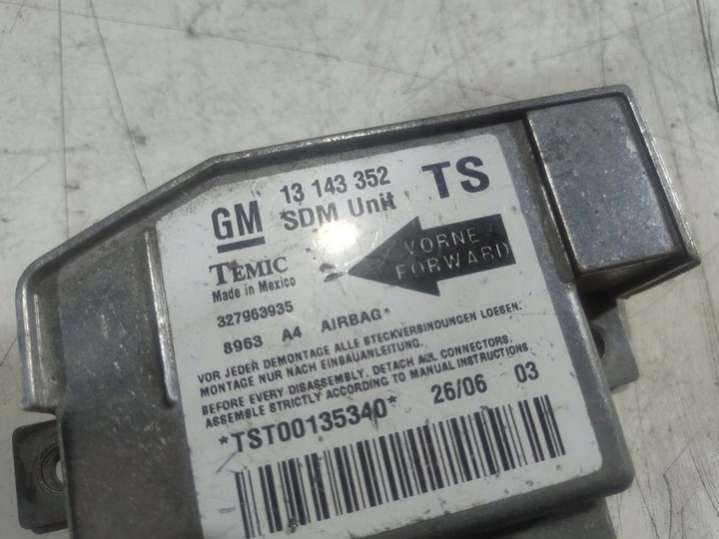 GM 13 143 352 TS
*SDM Unit
TEMIC
Made in Mexico
VORNE
FORWARD
327963935
8963 A4 AIRBAG*
VOR JEDER DEMONTAGE ALLE STECKVERBINDUNGEN LOESEN.
MONTAGE NUR NACH EINBAUANLEITUNG.
BEFORE EVERY DISASSEMBLY, DETACH ALL CONNECTORS.
ASSEMBLE STRICTLY ACCORDING TO MANUAL INSTRUCTIONS
26/06 03
*TST00135340*